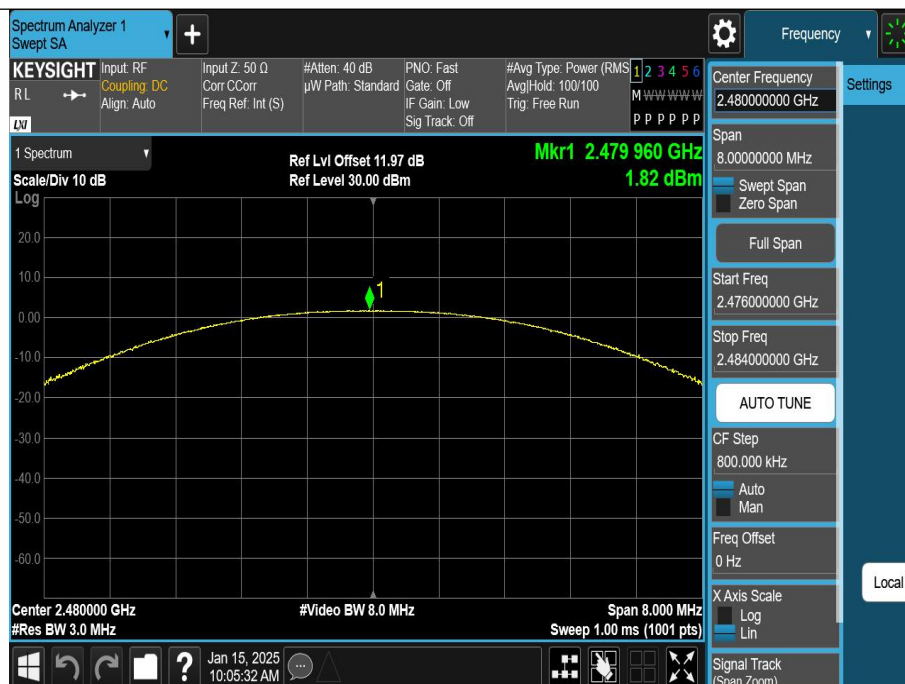 Spectrum Analyzer 1
Swept SA
Frequency
KEYSIGHT
RL
LXI
Input: RF
Coupling: DC
Align: Auto
Input Z: 50 Ω
Corr CCorr
Freq Ref: Int (S)
#Atten: 40 dB
µW Path: Standard
PNO: Fast
Gate: Off
IF Gain: Low
Sig Track: Off
#Avg Type: Power (RMS
Avg|Hold: 100/100
Trig: Free Run
1 2 3 4 5 6
M W W W W W
P P P P P P
Center Frequency
2.480000000 GHz
Settings
1 Spectrum
Scale/Div 10 dB
Log
Ref Lvl Offset 11.97 dB
Ref Level 30.00 dBm
Mkr1 2.479 960 GHz
1.82 dBm
Span
8.00000000 MHz
Swept Span
Zero Span
Full Span
Start Freq
2.476000000 GHz
Stop Freq
2.484000000 GHz
AUTO TUNE
CF Step
800.000 kHz
Auto
Man
Freq Offset
0 Hz
X Axis Scale
Log
Lin
Signal Track
(Span Zoom)
Local
20.0
10.0
1
0.00
-10.0
-20.0
-30.0
-40.0
-50.0
-60.0
Center 2.480000 GHz
#Video BW 8.0 MHz
Span 8.000 MHz
#Res BW 3.0 MHz
Sweep 1.00 ms (1001 pts)
?
Jan 15, 2025
10:05:32 AM